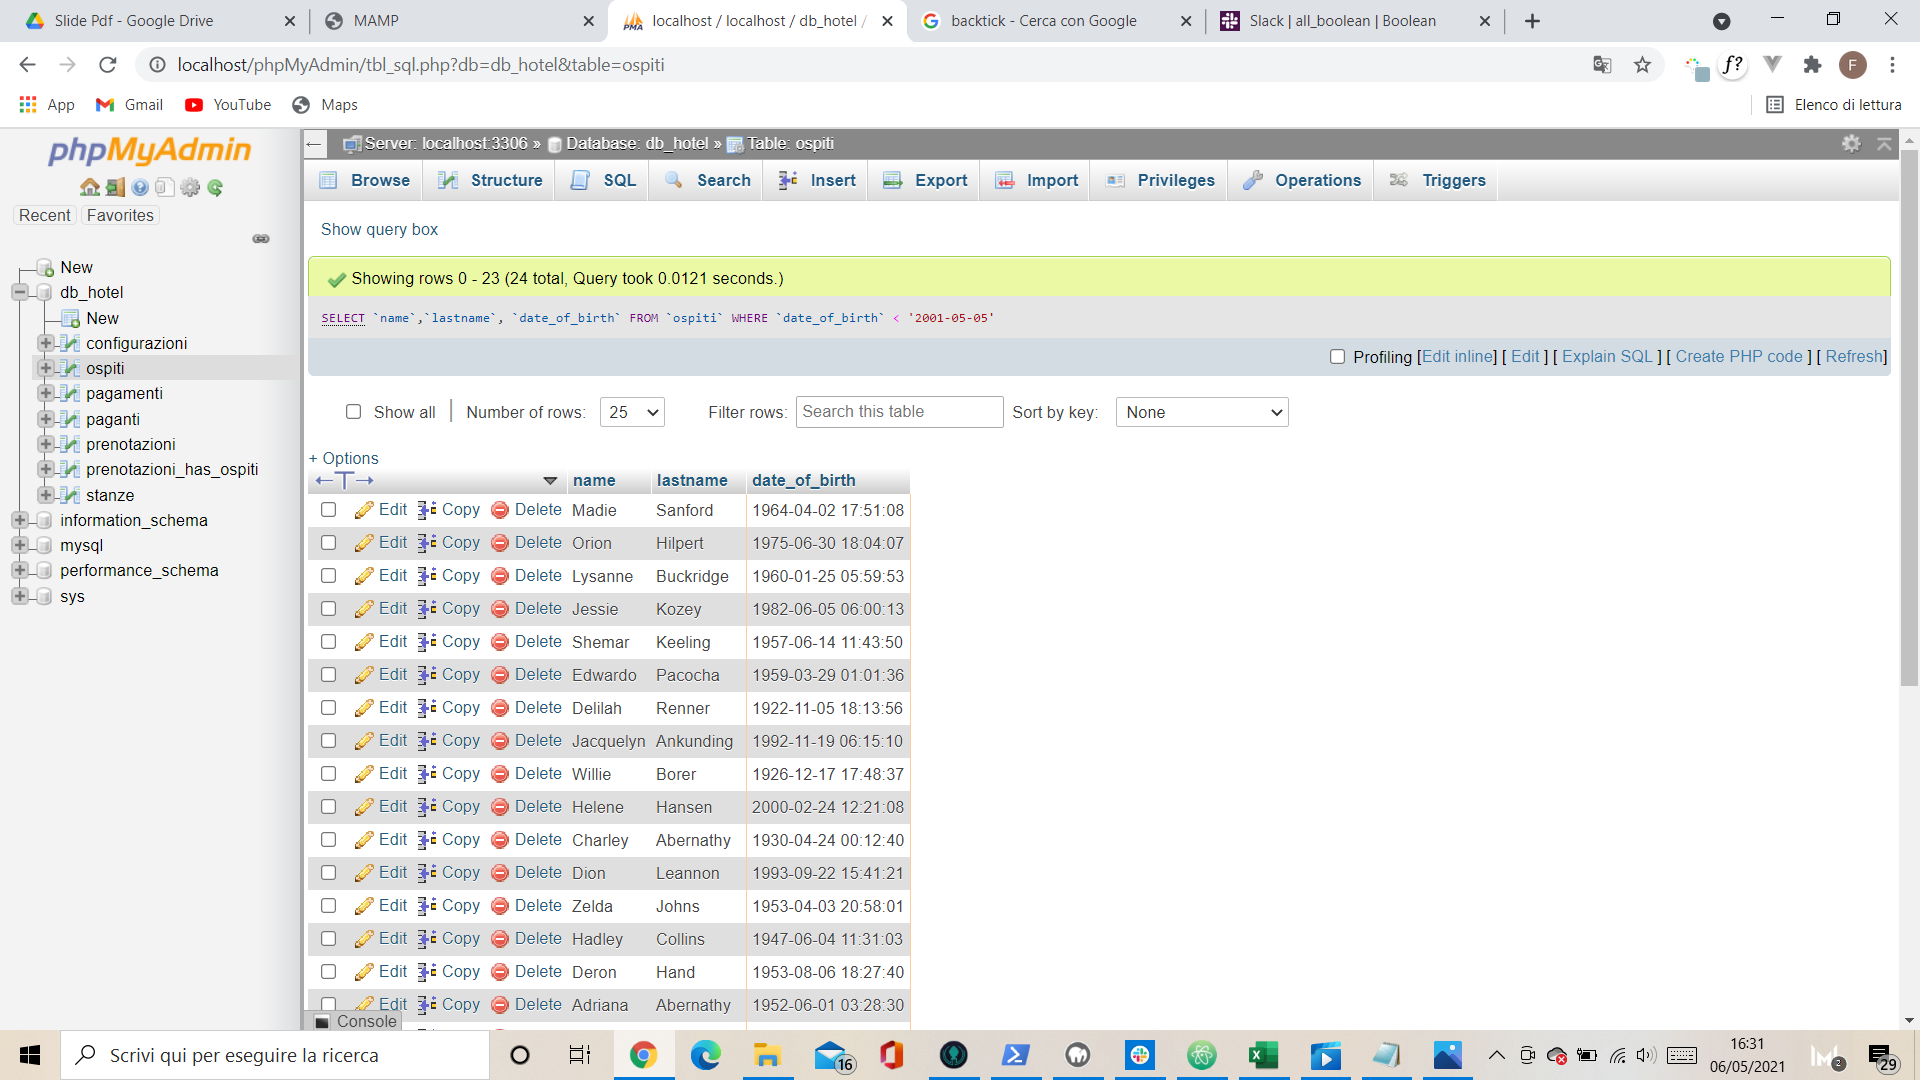 Slide Pdf - Google Drive
MAMP
localhost / localhost / db_hotel /
backtick - Cerca con Google
Slack | all_boolean | Boolean
localhost/phpMyAdmin/tbl_sql.php?db=db_hotel&table=ospiti
f?
F
App
Gmail
YouTube
Maps
Elenco di lettura
phpMyAdmin
Recent
Favorites
New
db_hotel
New
configurazioni
ospiti
pagamenti
paganti
prenotazioni
prenotazioni_has_ospiti
stanze
information_schema
mysql
performance_schema
sys
Server: localhost:3306 » Database: db_hotel » Table: ospiti
Browse
Structure
SQL
Search
Insert
Export
Import
Privileges
Operations
Triggers
Show query box
Showing rows 0 - 23 (24 total, Query took 0.0121 seconds.)
SELECT `name`,`lastname`, `date_of_birth` FROM `ospiti` WHERE `date_of_birth` < '2001-05-05'
Profiling [Edit inline] [ Edit ] [ Explain SQL ] [ Create PHP code ] [ Refresh]
Show all | Number of rows: 25 Filter rows: Search this table Sort by key: None
+ Options
name lastname date_of_birth
Edit Copy Delete Madie Sanford 1964-04-02 17:51:08
Edit Copy Delete Orion Hilpert 1975-06-30 18:04:07
Edit Copy Delete Lysanne Buckridge 1960-01-25 05:59:53
Edit Copy Delete Jessie Kozey 1982-06-05 06:00:13
Edit Copy Delete Shemar Keeling 1957-06-14 11:43:50
Edit Copy Delete Edwardo Pacocha 1959-03-29 01:01:36
Edit Copy Delete Delilah Renner 1922-11-05 18:13:56
Edit Copy Delete Jacquelyn Ankunding 1992-11-19 06:15:10
Edit Copy Delete Willie Borer 1926-12-17 17:48:37
Edit Copy Delete Helene Hansen 2000-02-24 12:21:08
Edit Copy Delete Charley Abernathy 1930-04-24 00:12:40
Edit Copy Delete Dion Leannon 1993-09-22 15:41:21
Edit Copy Delete Zelda Johns 1953-04-03 20:58:01
Edit Copy Delete Hadley Collins 1947-06-04 11:31:03
Edit Copy Delete Deron Hand 1953-08-06 18:27:40
Edit Copy Delete Adriana Abernathy 1952-06-01 03:28:30
Console
Scrivi qui per eseguire la ricerca
16
16:31
06/05/2021
2
29